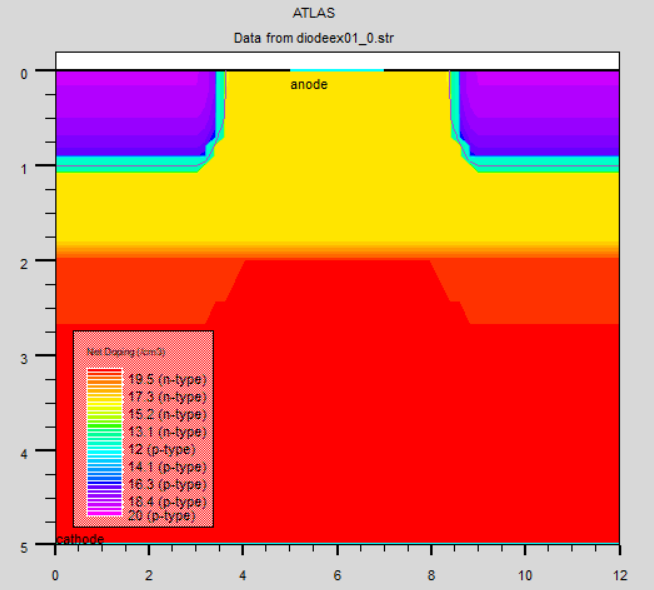 ATLAS
Data from diodeex01_0.str
0
anode
1
2
3
Net Doping (/cm3)
19.5 (n-type)
17.3 (n-type)
15.2 (n-type)
13.1 (n-type)
4
12 (p-type)
14.1 (p-type)
16.3 (p-type)
18.4 (p-type)
20 (p-type)
cathode
5
0 2 4 6 8 10 12